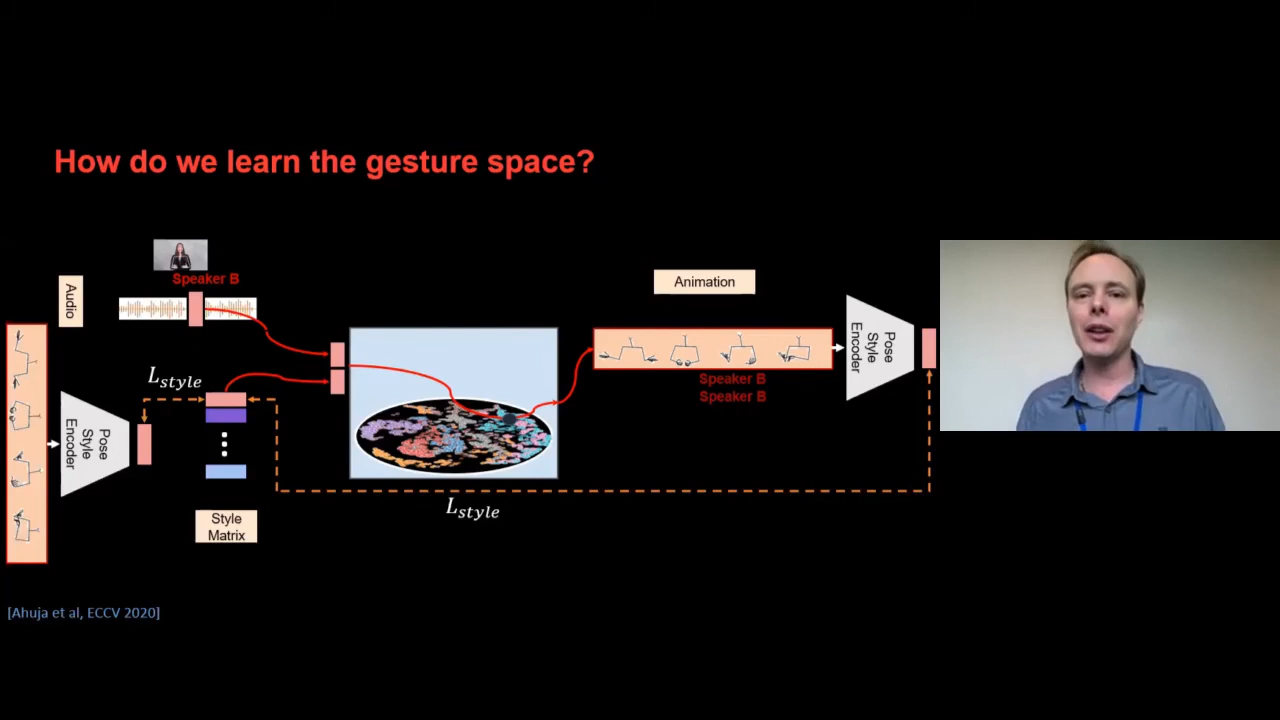 How do we learn the gesture space?
Speaker B
Audio
Animation
Pose
Style
Encoder
L_style
Pose
Style
Encoder
Speaker B
Speaker B
L_style
Style
Matrix
[Ahuja et al, ECCV 2020]